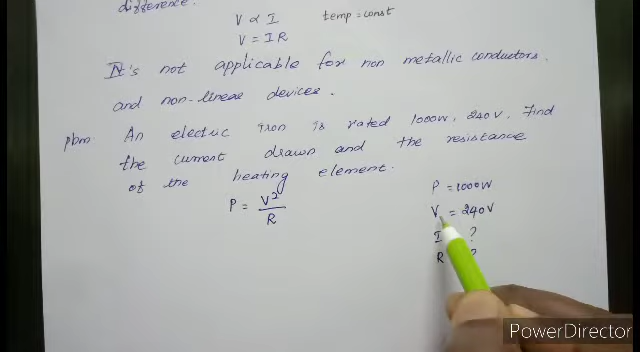 difference.
V ∝ I temp = const
V = IR
It's not applicable for non metallic conductors.
and non-linear devices.
pbm An electric iron is rated 1000W, 240V. Find
the current drawn and the resistance
of the heating element.
P = V²/R
P = 1000W
V = 240V
I ?
R ?
PowerDirector